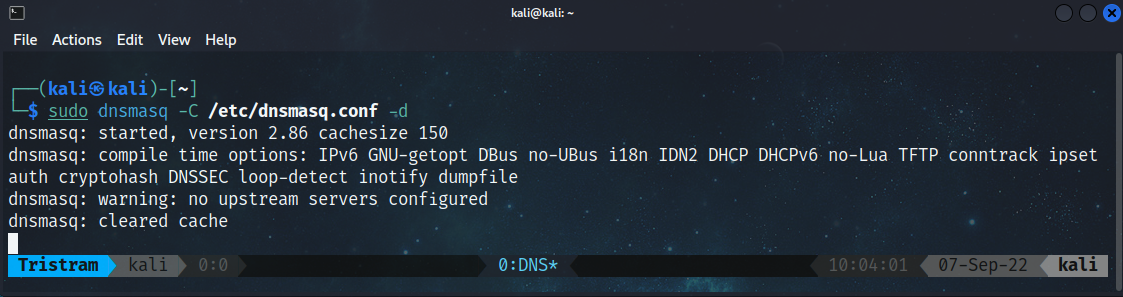 kali@kali: ~
File Actions Edit View Help
┌──(kali㉿kali)-[~]
└─$ sudo dnsmasq -C /etc/dnsmasq.conf -d
dnsmasq: started, version 2.86 cachesize 150
dnsmasq: compile time options: IPv6 GNU-getopt DBus no-UBus i18n IDN2 DHCP DHCPv6 no-Lua TFTP conntrack ipset
auth cryptohash DNSSEC loop-detect inotify dumpfile
dnsmasq: warning: no upstream servers configured
dnsmasq: cleared cache
Tristram kali 0:0 0:DNS* 10:04:01 07-Sep-22 kali